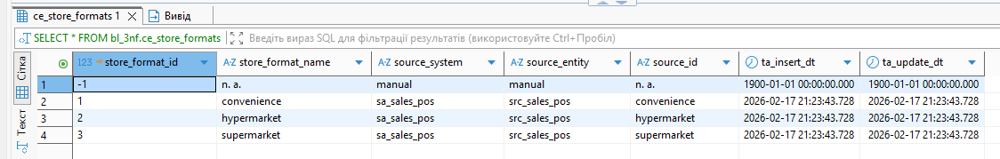 ce_store_formats 1 Вивід
SELECT * FROM bl_3nf.ce_store_formats Введіть вираз SQL для фільтрації результатів (використовуйте Ctrl+Пробіл)
Сітка
Текст
123 store_format_id A-Z store_format_name A-Z source_system A-Z source_entity A-Z source_id ta_insert_dt ta_update_dt
1 -1 n. a. manual manual n. a. 1900-01-01 00:00:00.000 1900-01-01 00:00:00.000
2 1 convenience sa_sales_pos src_sales_pos convenience 2026-02-17 21:23:43.728 2026-02-17 21:23:43.728
3 2 hypermarket sa_sales_pos src_sales_pos hypermarket 2026-02-17 21:23:43.728 2026-02-17 21:23:43.728
4 3 supermarket sa_sales_pos src_sales_pos supermarket 2026-02-17 21:23:43.728 2026-02-17 21:23:43.728